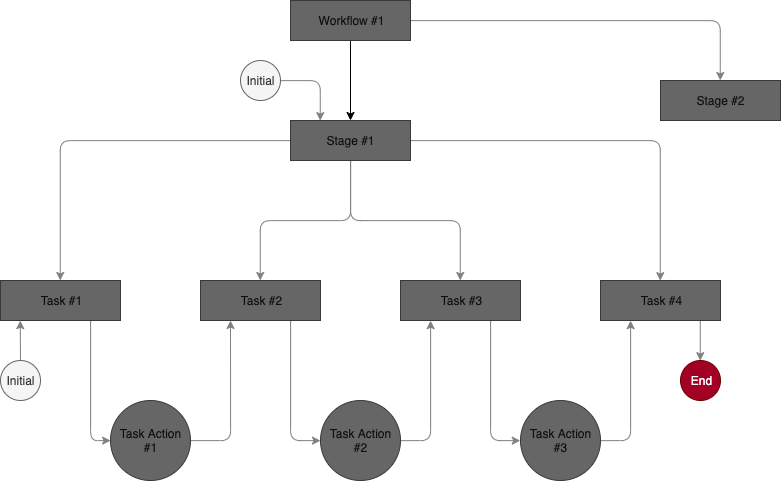 Workflow #1
Initial
Stage #2
Stage #1
Task #1
Task #2
Task #3
Task #4
Initial
End
Task Action
#1
Task Action
#2
Task Action
#3